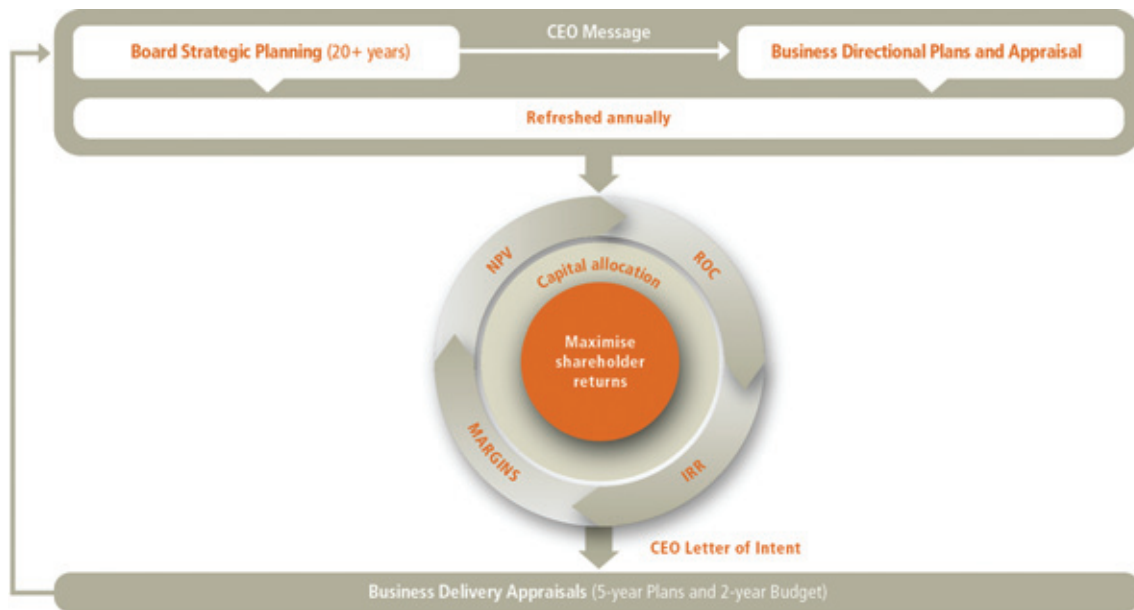 CEO Message
Board Strategic Planning (20+ years)
Business Directional Plans and Appraisal
Refreshed annually
NPV
ROC
Capital allocation
Maximise
shareholder
returns
MARGINS
IRR
CEO Letter of Intent
Business Delivery Appraisals (5-year Plans and 2-year Budget)